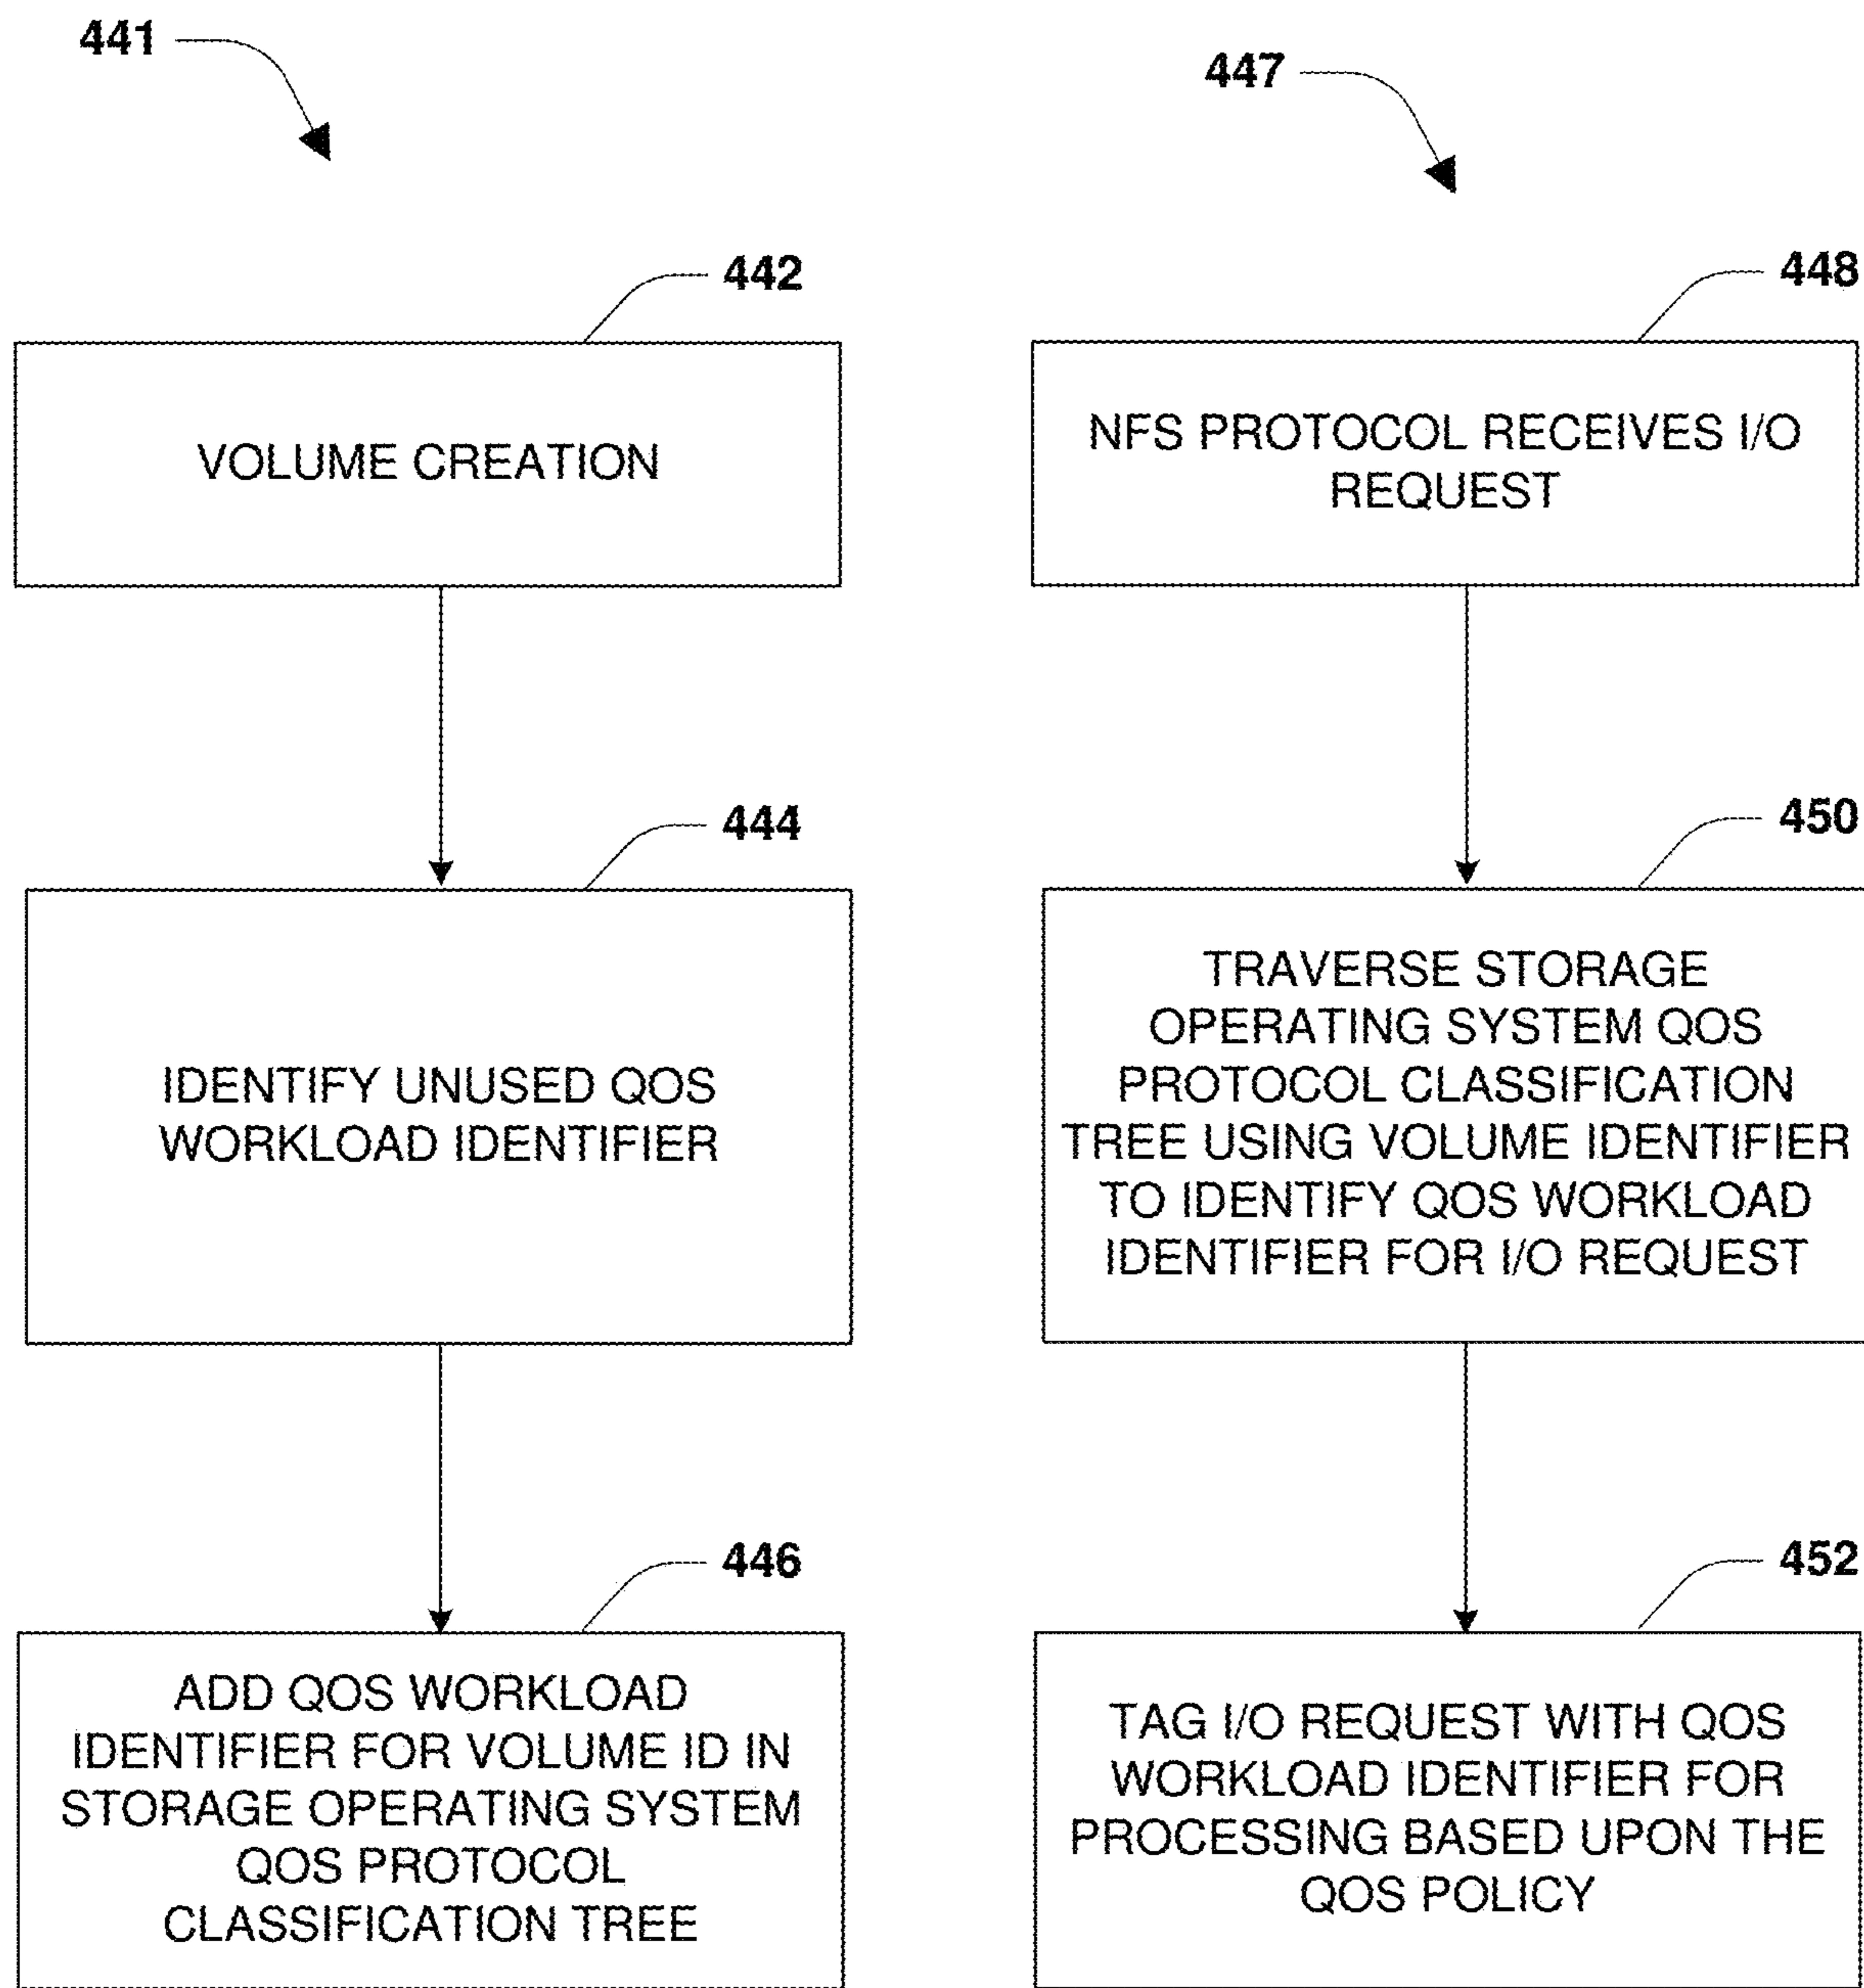 441
442
VOLUME CREATION
444
IDENTIFY UNUSED QOS
WORKLOAD IDENTIFIER
446
ADD QOS WORKLOAD
IDENTIFIER FOR VOLUME ID IN
STORAGE OPERATING SYSTEM
QOS PROTOCOL
CLASSIFICATION TREE
447
448
NFS PROTOCOL RECEIVES I/O
REQUEST
450
TRAVERSE STORAGE
OPERATING SYSTEM QOS
PROTOCOL CLASSIFICATION
TREE USING VOLUME IDENTIFIER
TO IDENTIFY QOS WORKLOAD
IDENTIFIER FOR I/O REQUEST
452
TAG I/O REQUEST WITH QOS
WORKLOAD IDENTIFIER FOR
PROCESSING BASED UPON THE
QOS POLICY